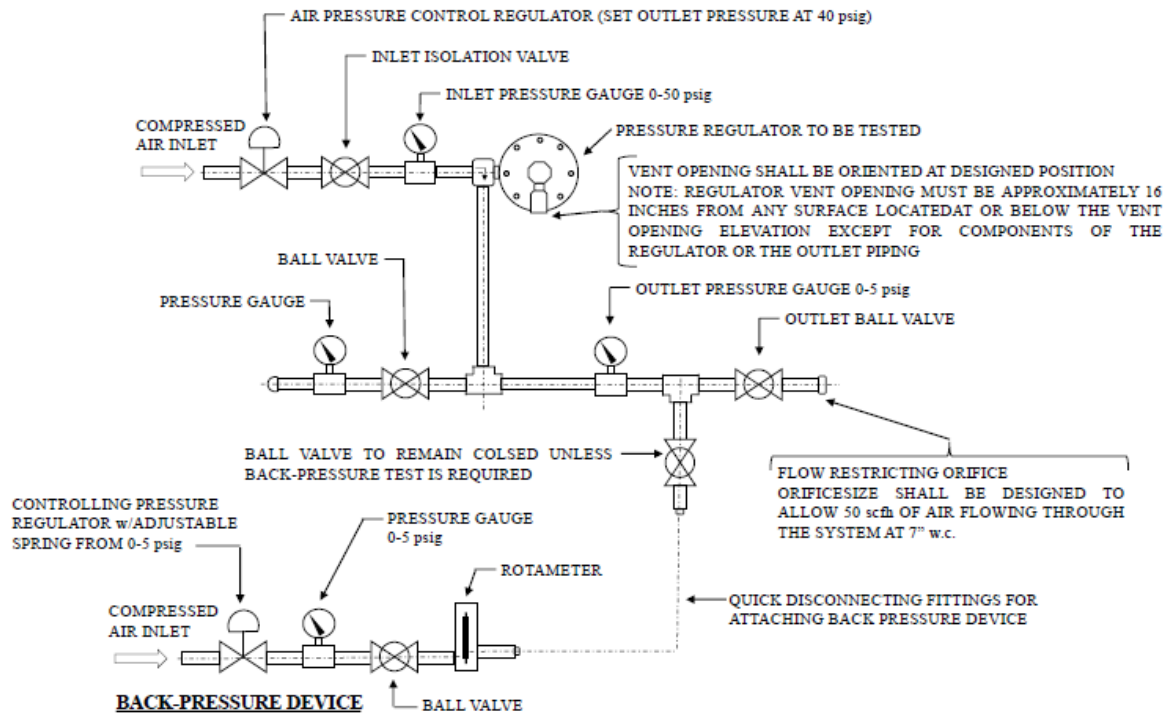 AIR PRESSURE CONTROL REGULATOR (SET OUTLET PRESSURE AT 40 psig)
INLET ISOLATION VALVE
INLET PRESSURE GAUGE 0-50 psig
COMPRESSED
AIR INLET
PRESSURE REGULATOR TO BE TESTED
VENT OPENING SHALL BE ORIENTED AT DESIGNED POSITION
NOTE: REGULATOR VENT OPENING MUST BE APPROXIMATELY 16
INCHES FROM ANY SURFACE LOCATEDAT OR BELOW THE VENT
OPENING ELEVATION EXCEPT FOR COMPONENTS OF THE
REGULATOR OR THE OUTLET PIPING
BALL VALVE
PRESSURE GAUGE
OUTLET PRESSURE GAUGE 0-5 psig
OUTLET BALL VALVE
BALL VALVE TO REMAIN COLSED UNLESS
BACK-PRESSURE TEST IS REQUIRED
FLOW RESTRICTING ORIFICE
ORIFICESIZE SHALL BE DESIGNED TO
ALLOW 50 scfh OF AIR FLOWING THROUGH
THE SYSTEM AT 7" w.c.
CONTROLLING PRESSURE
REGULATOR w/ADJUSTABLE
SPRING FROM 0-5 psig
PRESSURE GAUGE
0-5 psig
ROTAMETER
QUICK DISCONNECTING FITTINGS FOR
ATTACHING BACK PRESSURE DEVICE
COMPRESSED
AIR INLET
BACK-PRESSURE DEVICE
BALL VALVE